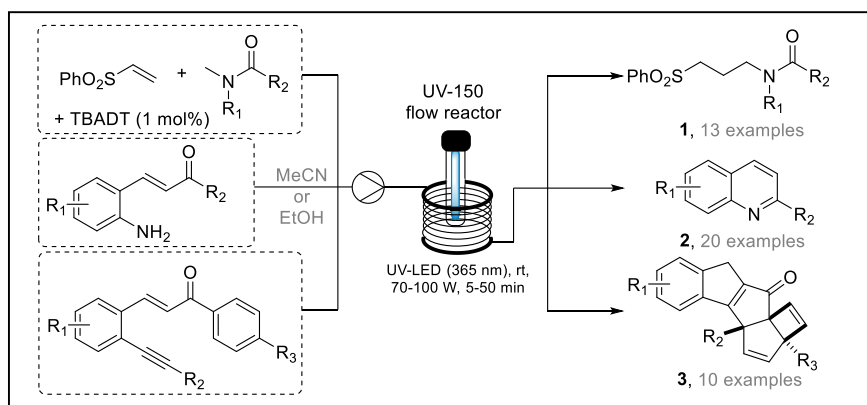 PhO2S + O N R1 R2
+ TBADT (1 mol%)
R1 O R2 NH2
R1 O R2 R3
MeCN
or
EtOH
UV-150
flow reactor
UV-LED (365 nm), rt,
70-100 W, 5-50 min
PhO2S N R1 O R2
1, 13 examples
R1 N R2
2, 20 examples
R1 O R2 R3
3, 10 examples